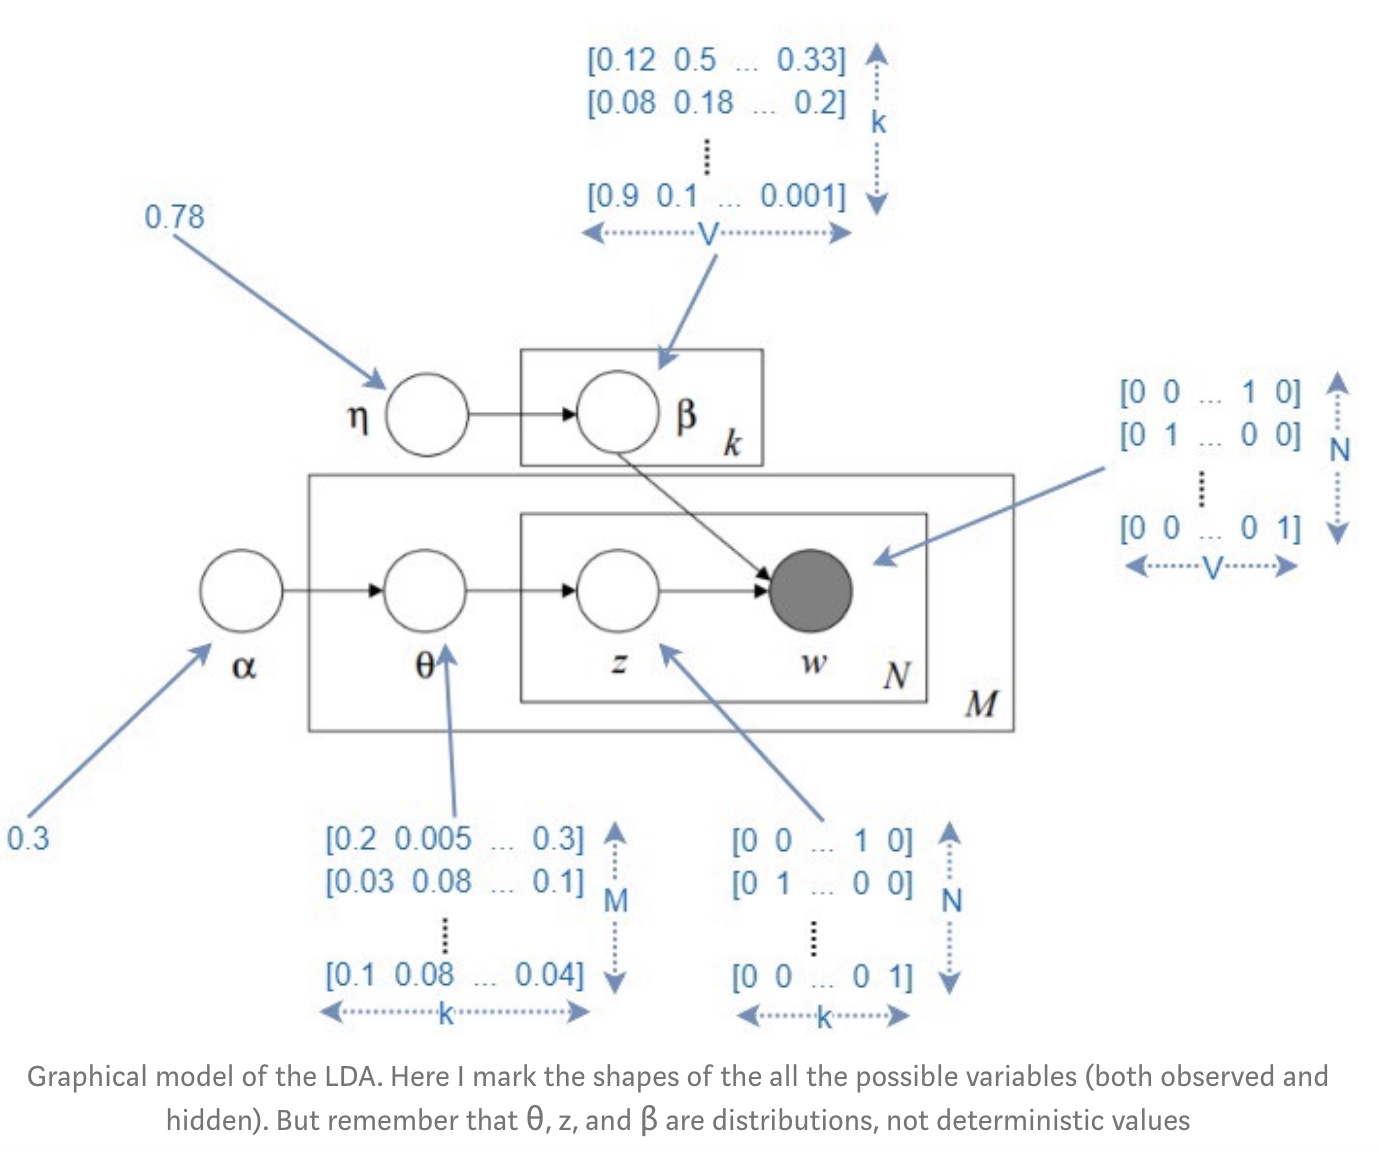 [0.12 0.5 ... 0.33]
[0.08 0.18 ... 0.2]
k
[0.9 0.1 ... 0.001]
V
0.78
η
β
k
[0 0 ... 1 0]
[0 1 ... 0 0]
N
[0 0 ... 0 1]
V
α
θ
z
w
N
M
0.3
[0.2 0.005 ... 0.3]
[0.03 0.08 ... 0.1]
M
[0.1 0.08 ... 0.04]
k
[0 0 ... 1 0]
[0 1 ... 0 0]
N
[0 0 ... 0 1]
k
Graphical model of the LDA. Here I mark the shapes of the all the possible variables (both observed and
hidden). But remember that θ, z, and β are distributions, not deterministic values